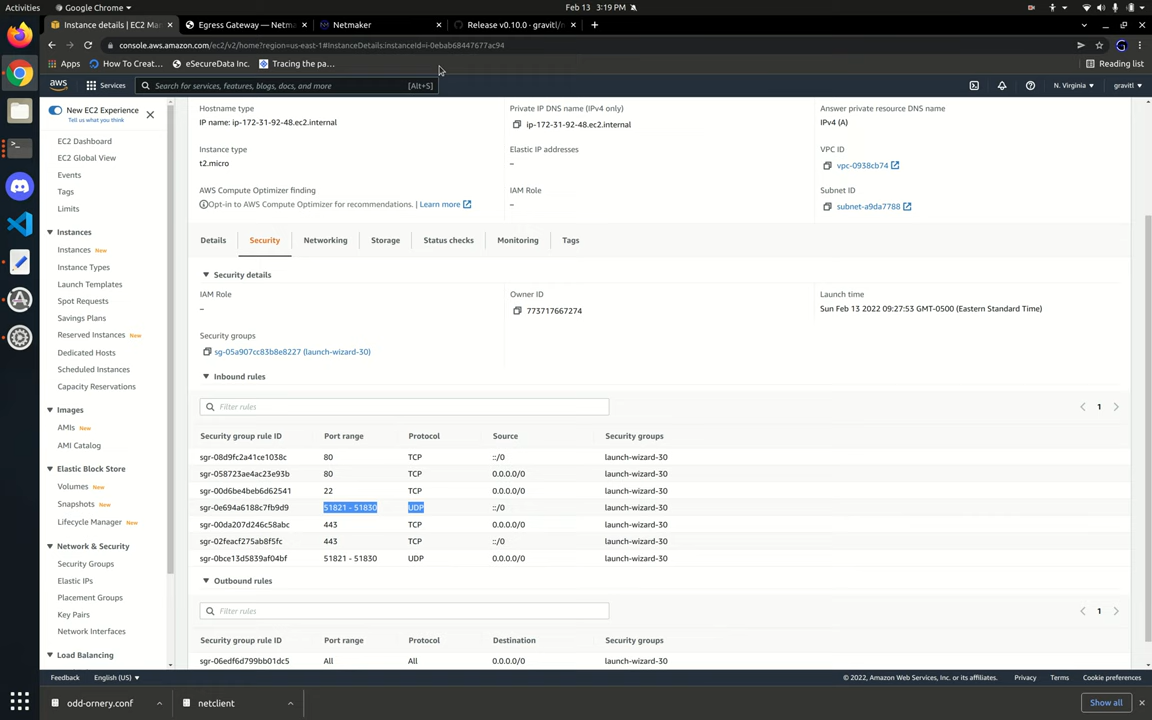 Activities
Google Chrome
Feb 13 3:19 PM
Instance details | EC2 Man
Egress Gateway — Netma
Netmaker
Release v0.10.0 · gravitl/n
console.aws.amazon.com/ec2/v2/home?region=us-east-1#InstanceDetails:instanceId=i-0ebab68447677ac94
Apps
How To Creat…
eSecureData Inc.
Tracing the pa…
Reading list
aws
Services
Search for services, features, blogs, docs, and more
[Alt+S]
N. Virginia
gravitl
New EC2 Experience
Tell us what you think
EC2 Dashboard
EC2 Global View
Events
Tags
Limits
Instances
Instances New
Instance Types
Launch Templates
Spot Requests
Savings Plans
Reserved Instances New
Dedicated Hosts
Scheduled Instances
Capacity Reservations
Images
AMIs New
AMI Catalog
Elastic Block Store
Volumes New
Snapshots New
Lifecycle Manager New
Network & Security
Security Groups
Elastic IPs
Placement Groups
Key Pairs
Network Interfaces
Load Balancing
Hostname type
IP name: ip-172-31-92-48.ec2.internal
Private IP DNS name (IPv4 only)
ip-172-31-92-48.ec2.internal
Answer private resource DNS name
IPv4 (A)
Instance type
t2.micro
Elastic IP addresses
–
VPC ID
vpc-0938cb74
AWS Compute Optimizer finding
Opt-in to AWS Compute Optimizer for recommendations. | Learn more
IAM Role
–
Subnet ID
subnet-a9da7788
Details Security Networking Storage Status checks Monitoring Tags
Security details
IAM Role
–
Owner ID
773717667274
Launch time
Sun Feb 13 2022 09:27:53 GMT-0500 (Eastern Standard Time)
Security groups
sg-05a907cc83b8e8227 (launch-wizard-30)
Inbound rules
Filter rules
1
Security group rule ID Port range Protocol Source Security groups
sgr-08d9fc2a41ce1038c 80 TCP ::/0 launch-wizard-30
sgr-058723ae4ac23e93b 80 TCP 0.0.0.0/0 launch-wizard-30
sgr-00d6be4beb6d62541 22 TCP 0.0.0.0/0 launch-wizard-30
sgr-0e694a6188c7fb9d9 51821 - 51830 UDP ::/0 launch-wizard-30
sgr-00da207d246c58abc 443 TCP 0.0.0.0/0 launch-wizard-30
sgr-02feacf275ab8f5fc 443 TCP ::/0 launch-wizard-30
sgr-0bce13d5839af04bf 51821 - 51830 UDP 0.0.0.0/0 launch-wizard-30
Outbound rules
Filter rules
1
Security group rule ID Port range Protocol Destination Security groups
sgr-06edf6d799bb01dc5 All All 0.0.0.0/0 launch-wizard-30
Feedback
English (US)
© 2022, Amazon Web Services, Inc. or its affiliates.
Privacy
Terms
Cookie preferences
odd-ornery.conf
netclient
Show all